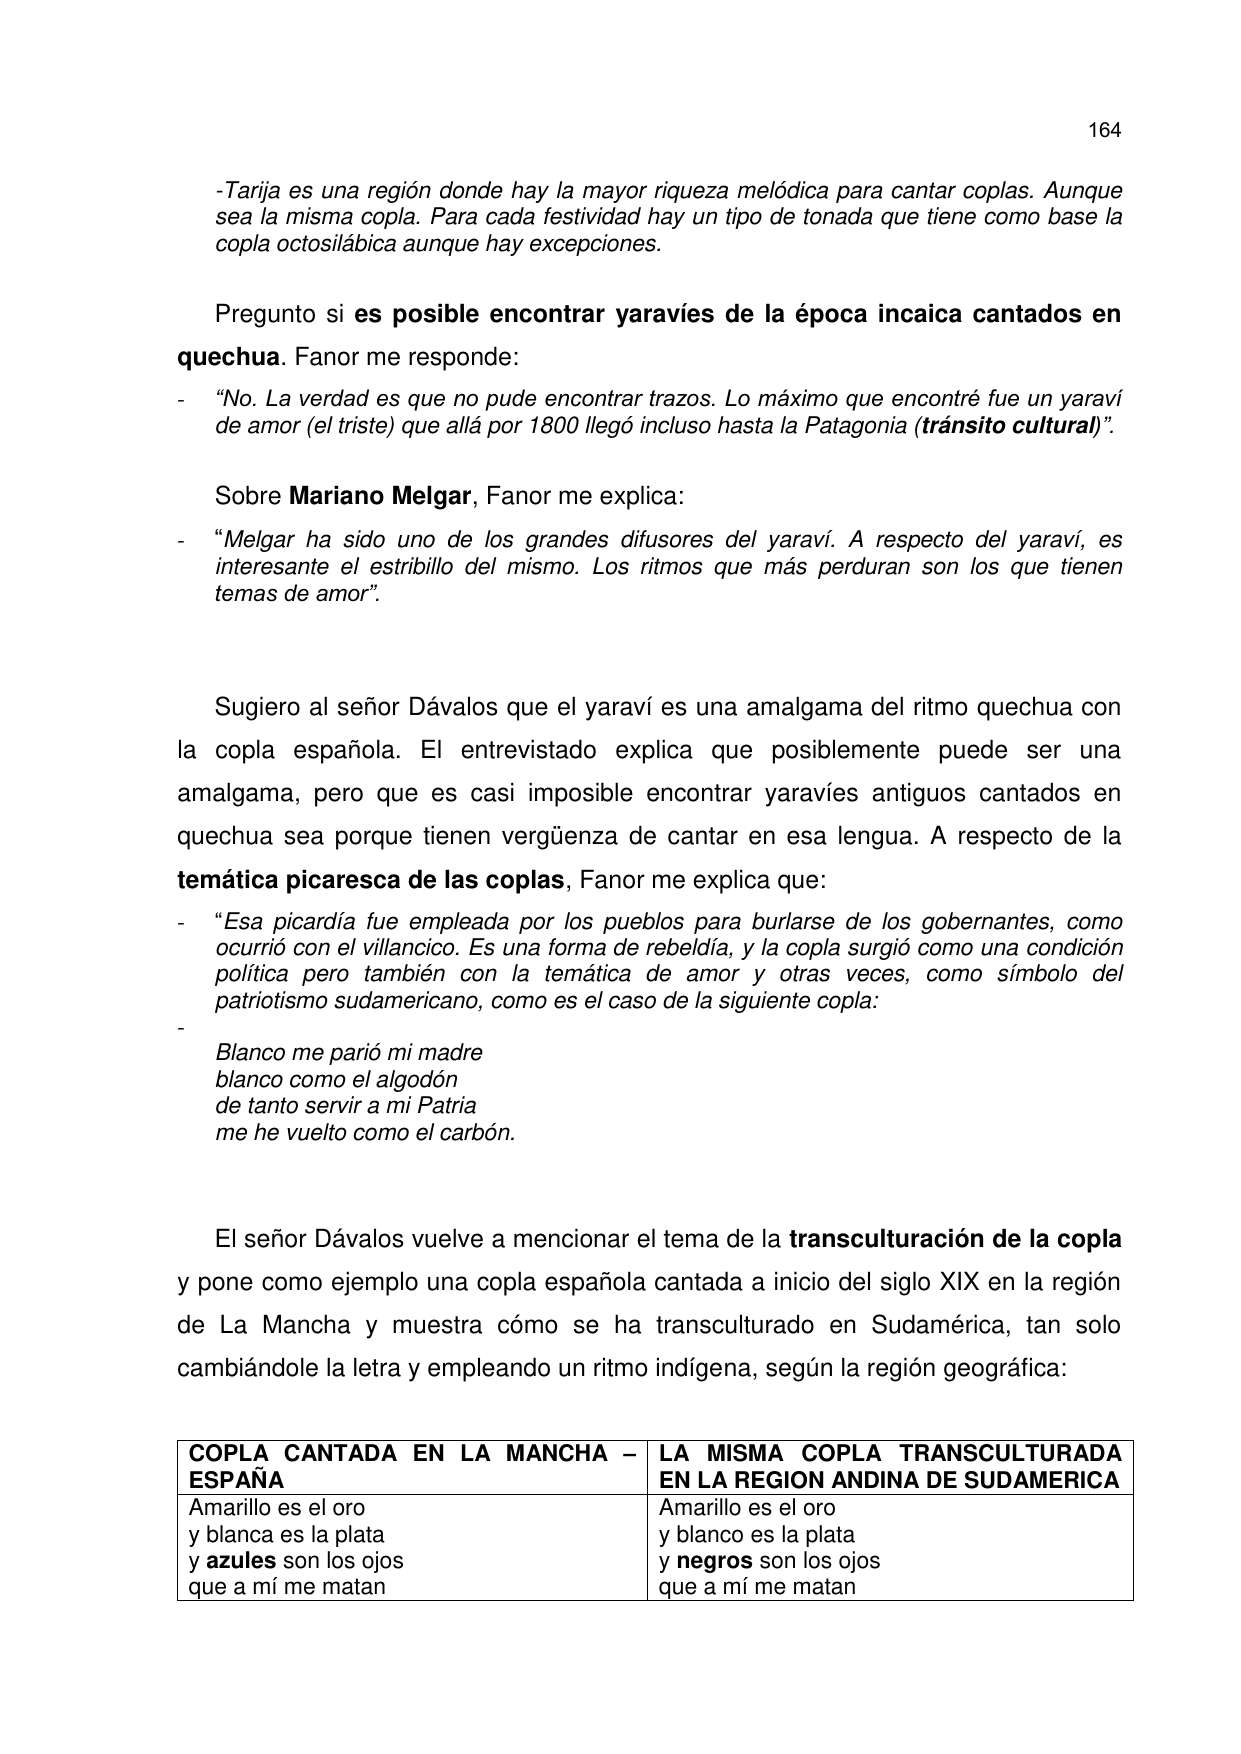 164
-Tarija es una región donde hay la mayor riqueza melódica para cantar coplas. Aunque
sea la misma copla. Para cada festividad hay un tipo de tonada que tiene como base la
copla octosilábica aunque hay excepciones.
Pregunto si es posible encontrar yaravíes de la época incaica cantados en
quechua. Fanor me responde:
- “No. La verdad es que no pude encontrar trazos. Lo máximo que encontré fue un yaraví
de amor (el triste) que allá por 1800 llegó incluso hasta la Patagonia (tránsito cultural)”.
Sobre Mariano Melgar, Fanor me explica:
- “Melgar ha sido uno de los grandes difusores del yaraví. A respecto del yaraví, es
interesante el estribillo del mismo. Los ritmos que más perduran son los que tienen
temas de amor”.
Sugiero al señor Dávalos que el yaraví es una amalgama del ritmo quechua con
la copla española. El entrevistado explica que posiblemente puede ser una
amalgama, pero que es casi imposible encontrar yaravíes antiguos cantados en
quechua sea porque tienen vergüenza de cantar en esa lengua. A respecto de la
temática picaresca de las coplas, Fanor me explica que:
- “Esa picardía fue empleada por los pueblos para burlarse de los gobernantes, como
ocurrió con el villancico. Es una forma de rebeldía, y la copla surgió como una condición
política pero también con la temática de amor y otras veces, como símbolo del
patriotismo sudamericano, como es el caso de la siguiente copla:
-
Blanco me parió mi madre
blanco como el algodón
de tanto servir a mi Patria
me he vuelto como el carbón.
El señor Dávalos vuelve a mencionar el tema de la transculturación de la copla
y pone como ejemplo una copla española cantada a inicio del siglo XIX en la región
de La Mancha y muestra cómo se ha transculturado en Sudamérica, tan solo
cambiándole la letra y empleando un ritmo indígena, según la región geográfica:
COPLA CANTADA EN LA MANCHA –
ESPAÑA
LA MISMA COPLA TRANSCULTURADA
EN LA REGION ANDINA DE SUDAMERICA
Amarillo es el oro
y blanca es la plata
y azules son los ojos
que a mí me matan
Amarillo es el oro
y blanco es la plata
y negros son los ojos
que a mí me matan